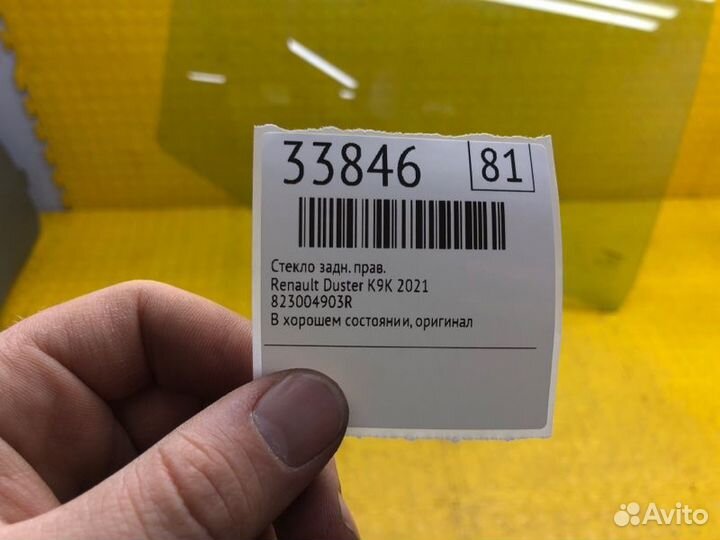 33846 81
Стекло задн. прав.
Renault Duster K9K 2021
823004903R
В хорошем состоянии, оригинал
Avito